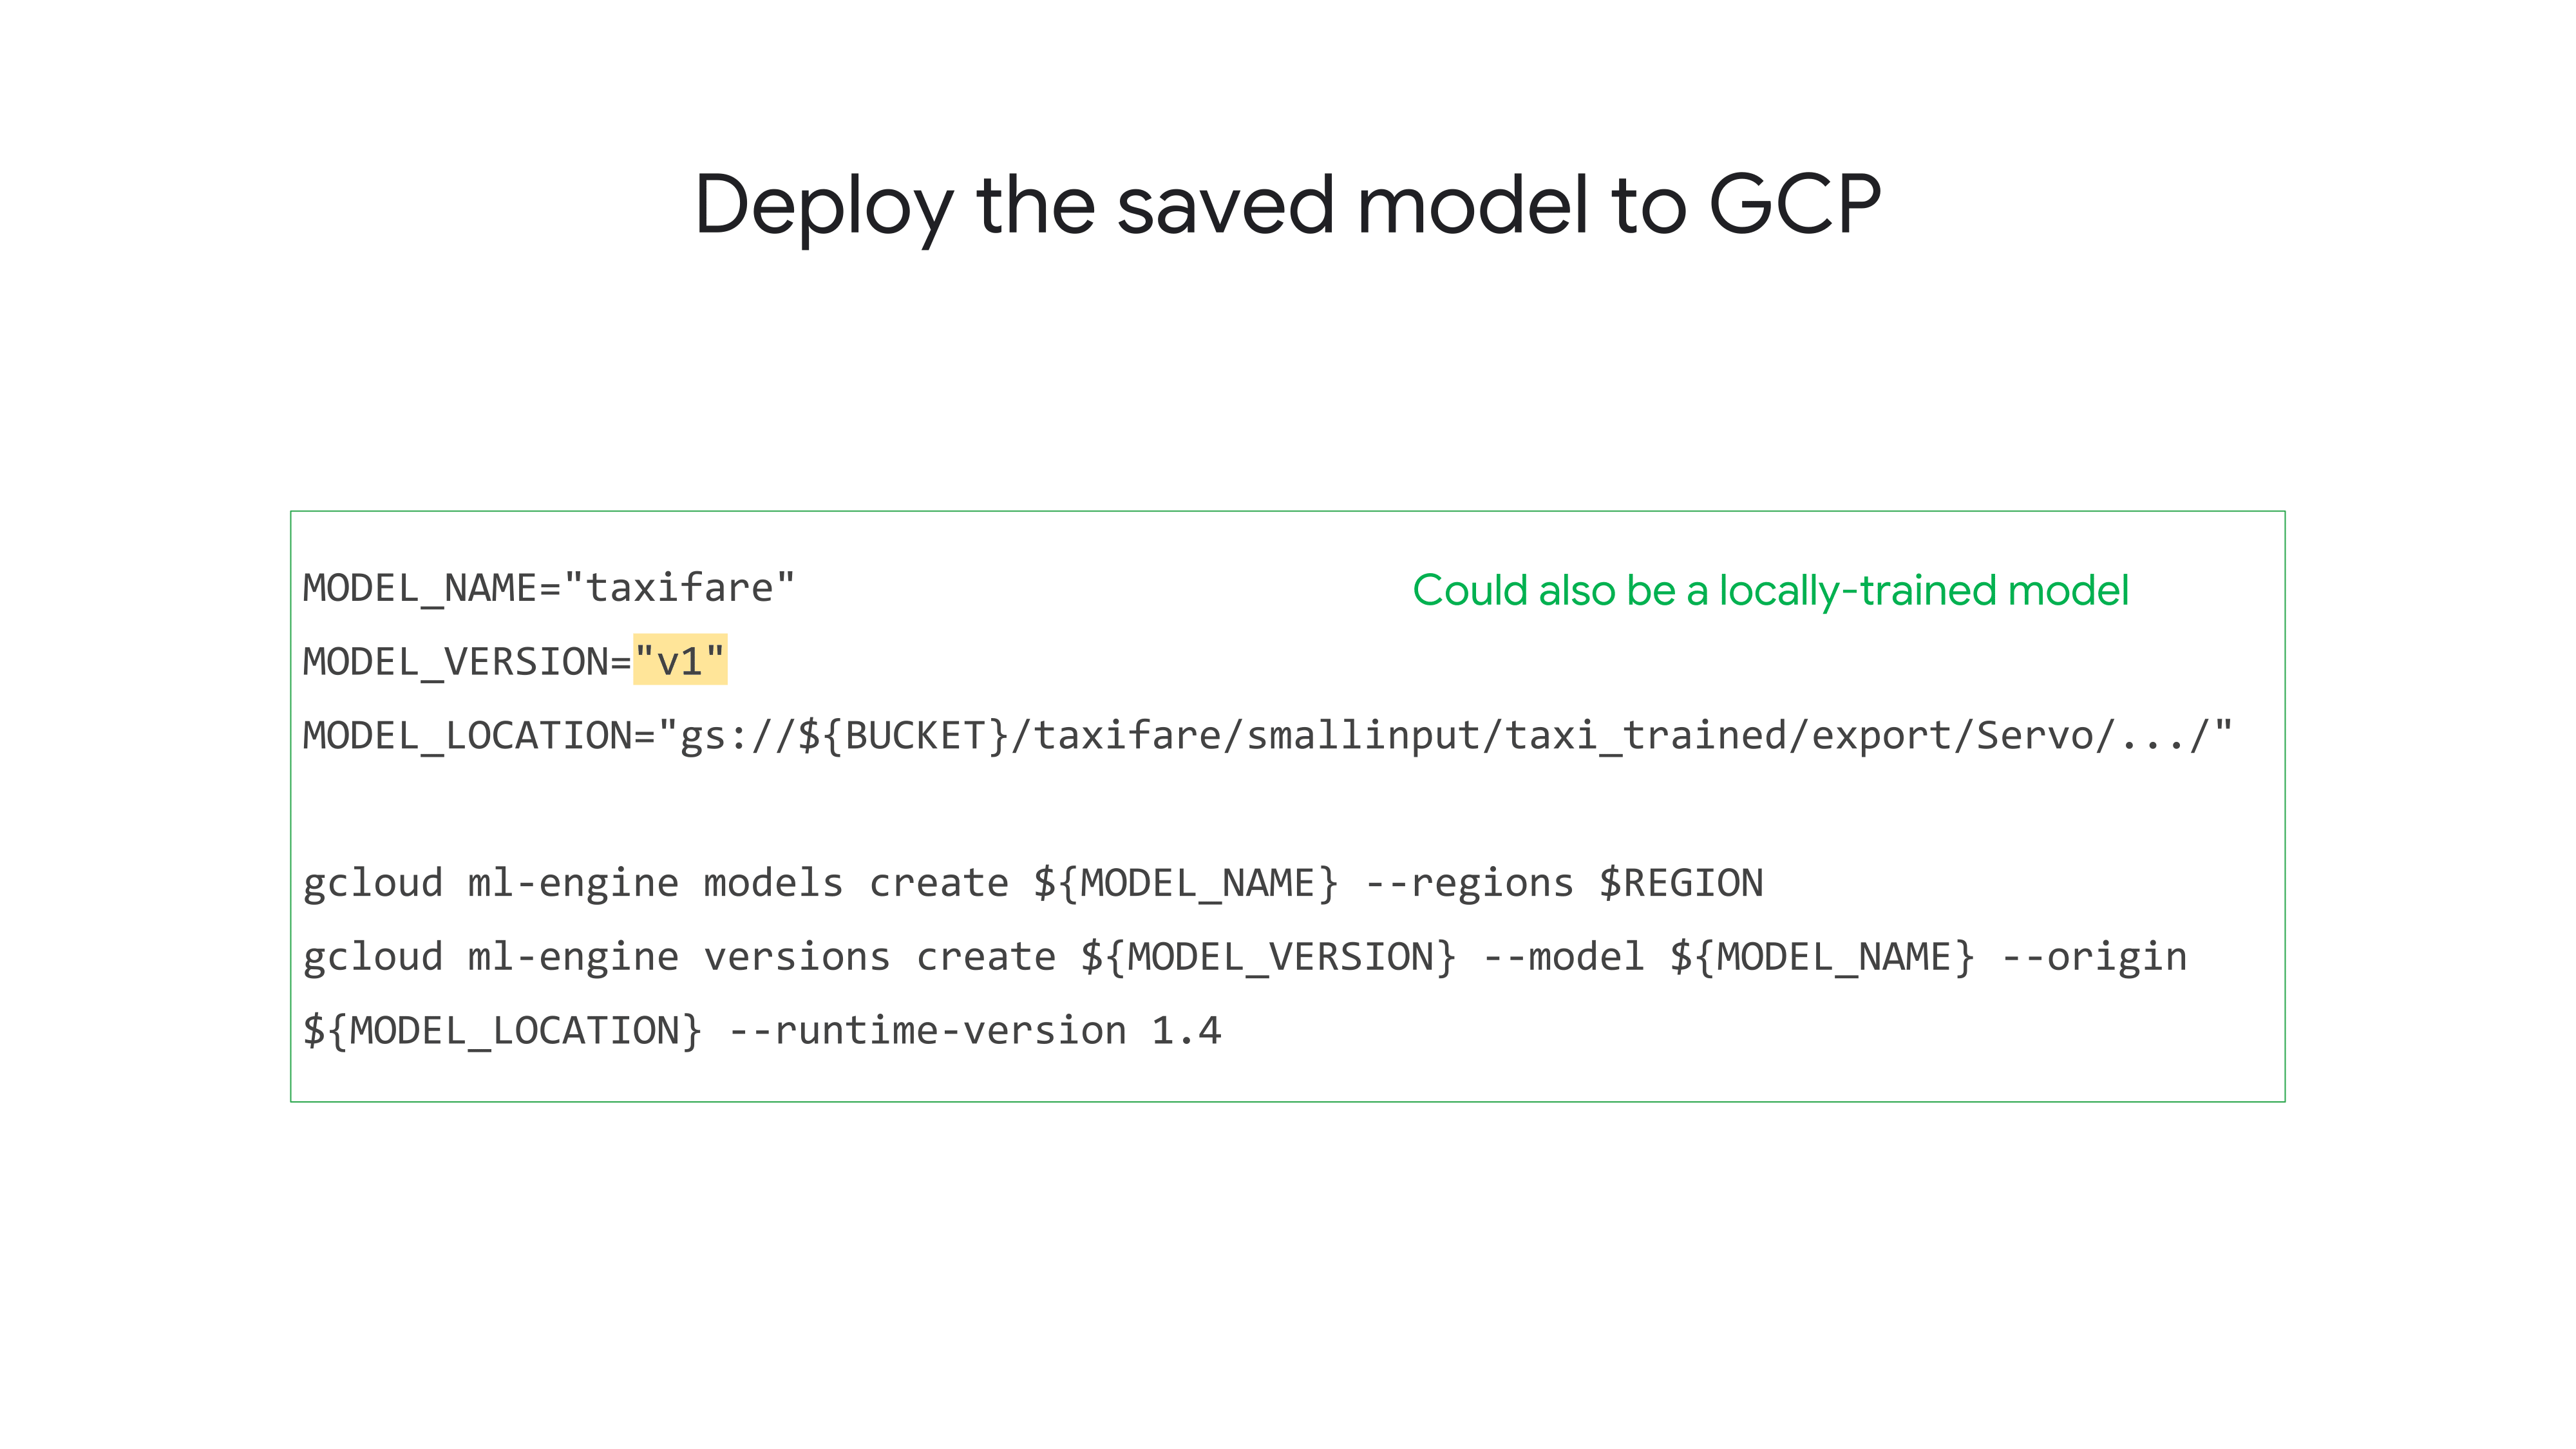 Deploy the saved model to GCP
MODEL_NAME="taxifare"
Could also be a locally-trained model
MODEL_VERSION="v1"
MODEL_LOCATION="gs://${BUCKET}/taxifare/smallinput/taxi_trained/export/Servo/.../"
gcloud ml-engine models create ${MODEL_NAME} --regions $REGION
gcloud ml-engine versions create ${MODEL_VERSION} --model ${MODEL_NAME} --origin
${MODEL_LOCATION} --runtime-version 1.4